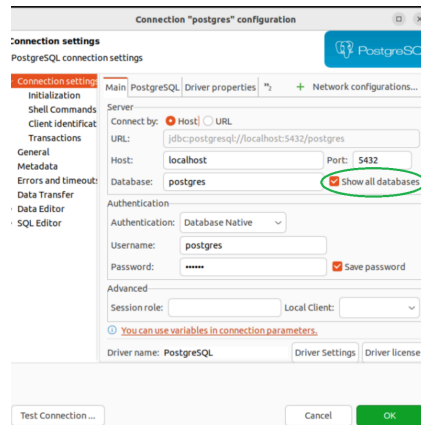 Connection "postgres" configuration
Connection settings
PostgreSQL connection settings
PostgreSQ
Connection settings
Initialization
Shell Commands
Client identificat
Transactions
General
Metadata
Errors and timeouts
Data Transfer
Data Editor
SQL Editor
Main PostgreSQL Driver properties »2 + Network configurations...
Server
Connect by: Host URL
URL: jdbc:postgresql://localhost:5432/postgres
Host: localhost Port: 5432
Database: postgres Show all databases
Authentication
Authentication: Database Native
Username: postgres
Password: ••••••
Save password
Advanced
Session role: Local Client:
You can use variables in connection parameters.
Driver name: PostgreSQL Driver Settings Driver license
Test Connection ... Cancel OK